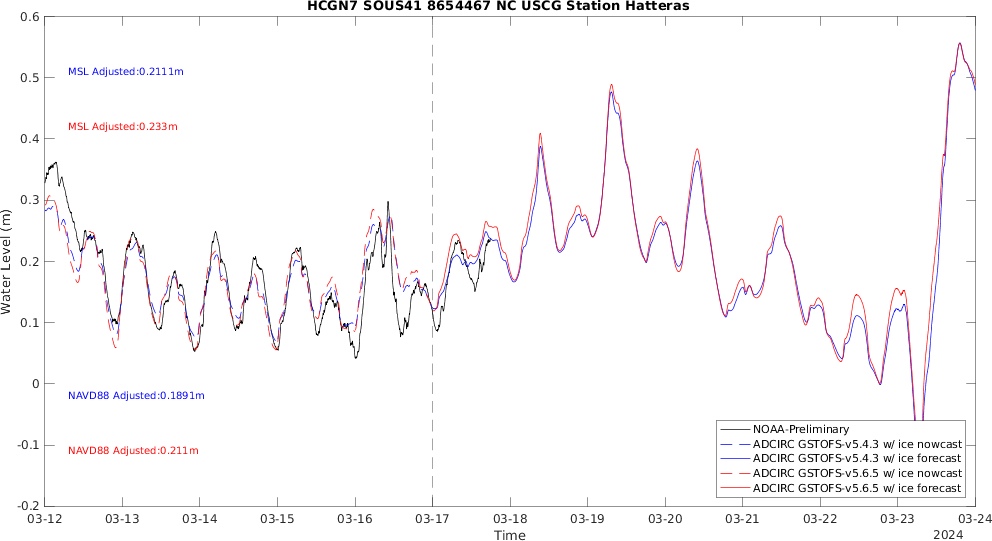 HCGN7 SOUS41 8654467 NC USCG Station Hatteras
0.6
0.5
0.4
0.3
0.2
0.1
0
-0.1
-0.2
Water Level (m)
MSL Adjusted:0.2111m
MSL Adjusted:0.233m
NAVD88 Adjusted:0.1891m
NAVD88 Adjusted:0.211m
NOAA-Preliminary
ADCIRC GSTOFS-v5.4.3 w/ ice nowcast
ADCIRC GSTOFS-v5.4.3 w/ ice forecast
ADCIRC GSTOFS-v5.6.5 w/ ice nowcast
ADCIRC GSTOFS-v5.6.5 w/ ice forecast
03-12 03-13 03-14 03-15 03-16 03-17 03-18 03-19 03-20 03-21 03-22 03-23 03-24
Time
2024